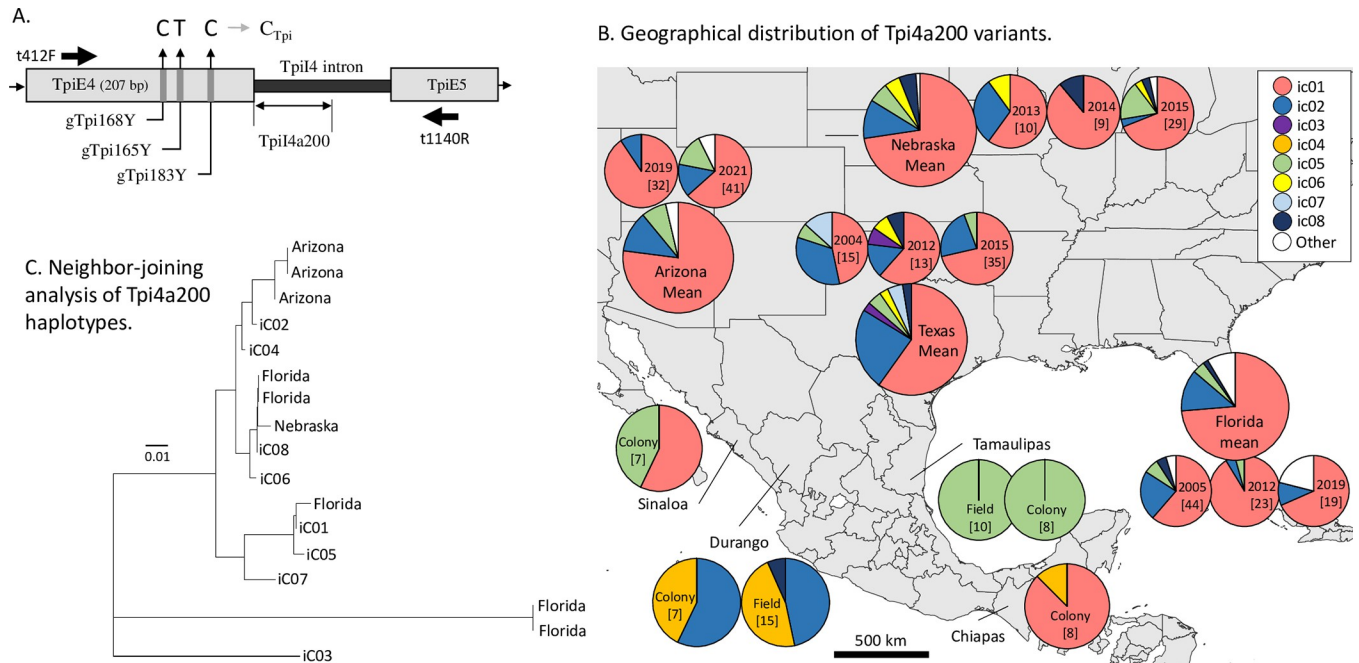 A.
C T C → C_Tpi
t412F
TpiE4 (207 bp)
TpiI4 intron
TpiE5
gTpi168Y
TpiI4a200
t1140R
gTpi165Y
gTpi183Y
B. Geographical distribution of Tpi4a200 variants.
ic01
ic02
ic03
ic04
ic05
ic06
ic07
ic08
Other
Nebraska
Mean
2013
[10]
2014
[9]
2015
[29]
2019
[32]
2021
[41]
Arizona
Mean
2004
[15]
2012
[13]
2015
[35]
Texas
Mean
Florida
mean
2005
[44]
2012
[23]
2019
[19]
Colony
[7]
Sinaloa
Tamaulipas
Field
[10]
Colony
[8]
Durango
Colony
[7]
Field
[15]
Chiapas
Colony
[8]
500 km
C. Neighbor-joining
analysis of Tpi4a200
haplotypes.
0.01
Arizona
Arizona
Arizona
iC02
iC04
Florida
Florida
Nebraska
iC08
iC06
Florida
iC01
iC05
iC07
Florida
Florida
iC03